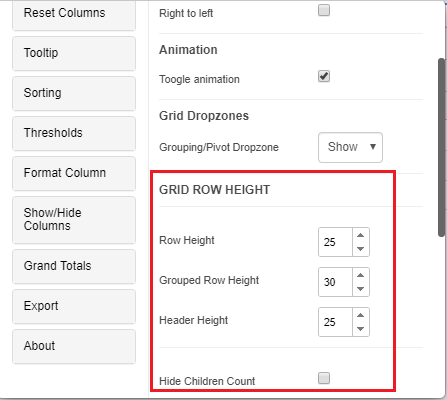 Reset Columns
Tooltip
Sorting
Thresholds
Format Column
Show/Hide
Columns
Grand Totals
Export
About
Right to left
Animation
Toogle animation
Grid Dropzones
Grouping/Pivot Dropzone Show
GRID ROW HEIGHT
Row Height 25
Grouped Row Height 30
Header Height 25
Hide Children Count